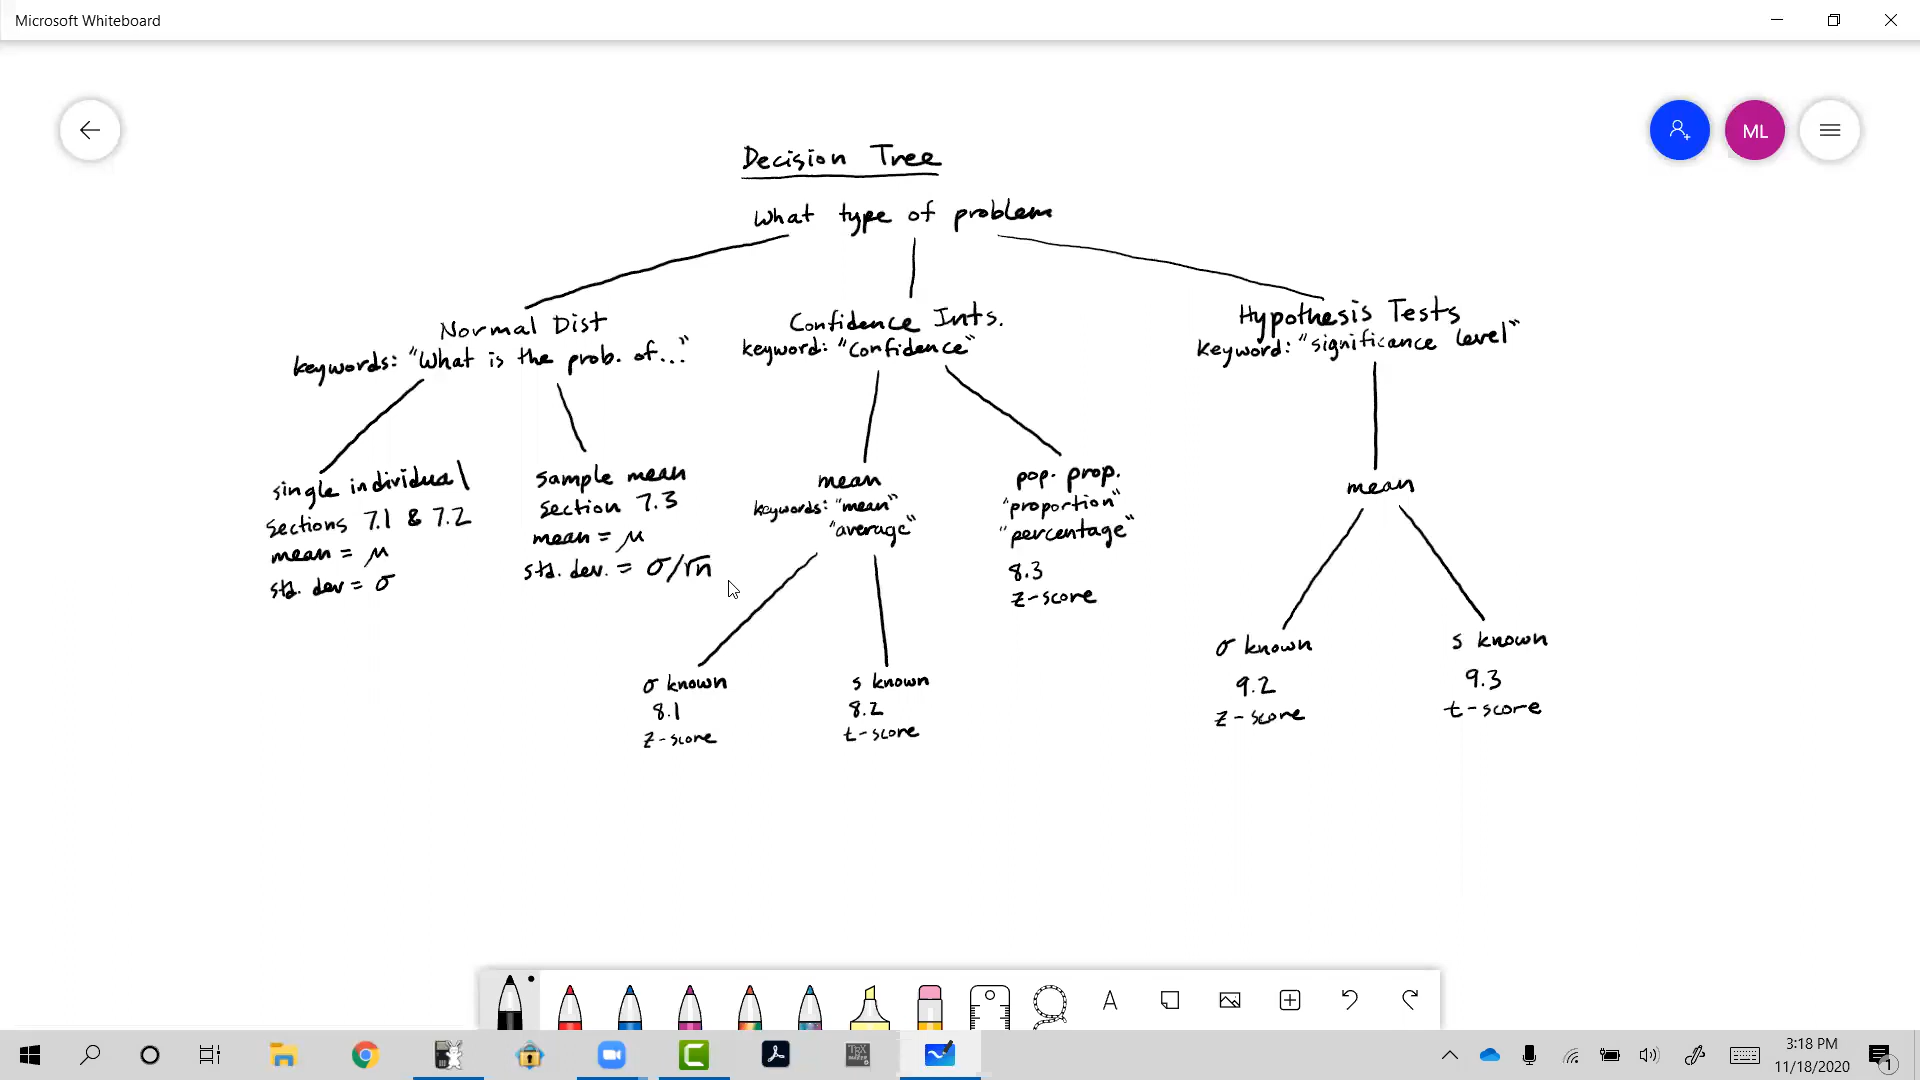 Microsoft Whiteboard
ML
Decision Tree
What type of problem
Normal Dist
keywords: "What is the prob. of..."
Confidence Ints.
keyword: "Confidence"
Hypothesis Tests
keyword: "significance level"
single individual
sections 7.1 & 7.2
mean = μ
std. dev = σ
sample mean
section 7.3
mean = μ
std. dev. = σ/√n
mean
keywords: "mean"
"average"
pop. prop.
"proportion"
"percentage"
8.3
z-score
mean
σ known
8.1
z-score
s known
8.2
t-score
σ known
9.2
z-score
s known
9.3
t-score
A
3:18 PM
11/18/2020
1